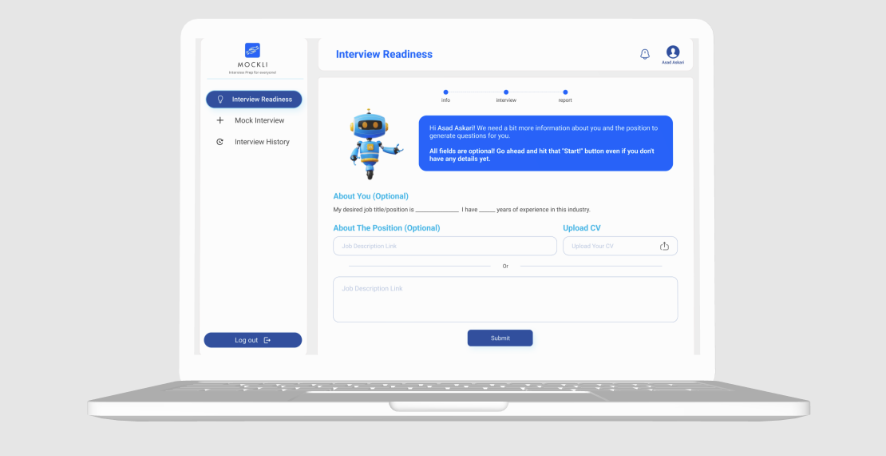 MOCKLI
Interview Prep for everyone!
Interview Readiness
Mock Interview
Interview History
Log out
Interview Readiness
Asad Askari
info
interview
report
Hi Asad Askari! We need a bit more information about you and the position to
generate questions for you.
All fields are optional! Go ahead and hit that "Start!" button even if you don't
have any details yet.
About You (Optional)
My desired job title/position is ______________. I have _____ years of experience in this industry.
About The Position (Optional)
Upload CV
Job Description Link
Upload Your CV
Or
Job Description Link
Submit